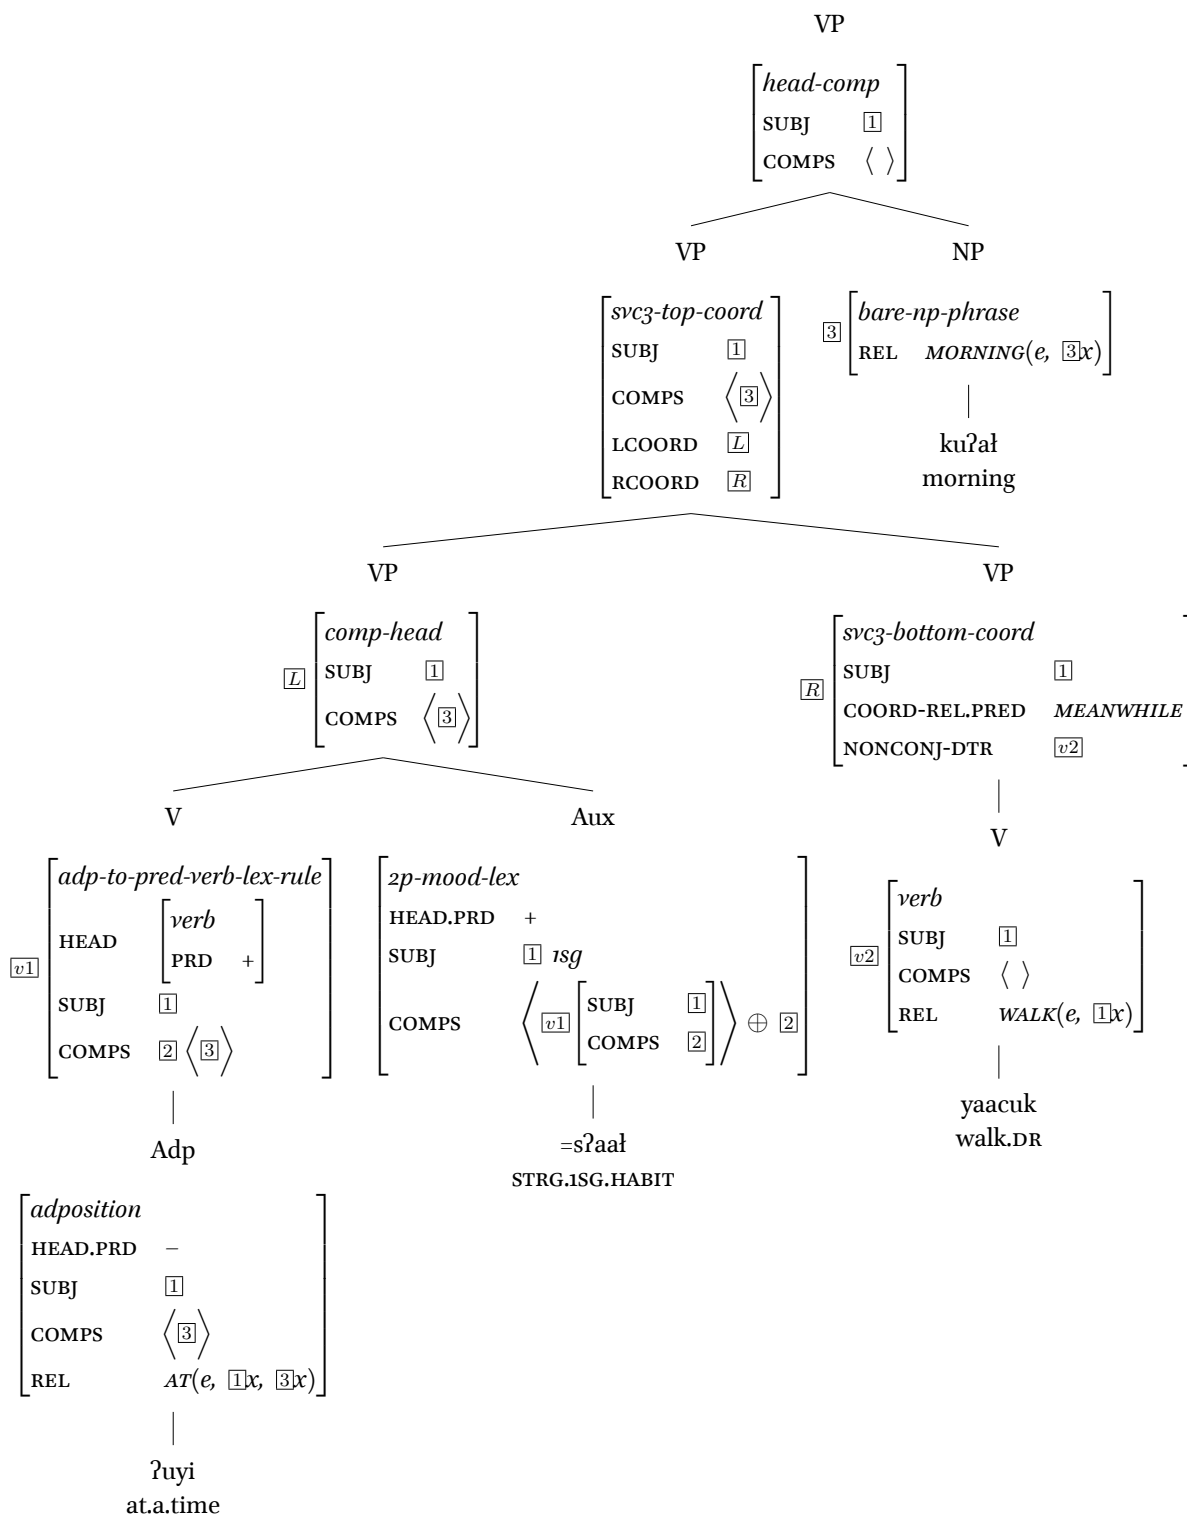 VP
head-comp
SUBJ 1
COMPS ⟨ ⟩
VP NP
svc3-top-coord
SUBJ 1
COMPS ⟨3⟩
LCOORD L
RCOORD R
3 bare-np-phrase
REL MORNING(e, 3x)
kuʔał
morning
VP VP
L comp-head
SUBJ 1
COMPS ⟨3⟩
R svc3-bottom-coord
SUBJ 1
COORD-REL.PRED MEANWHILE
NONCONJ-DTR v2
V Aux V
v1 adp-to-pred-verb-lex-rule
HEAD verb
PRD +
SUBJ 1
COMPS 2⟨3⟩
2p-mood-lex
HEAD.PRD +
SUBJ 1 1sg
COMPS ⟨v1 [SUBJ 1
COMPS 2]⟩ ⊕ 2
v2 verb
SUBJ 1
COMPS ⟨ ⟩
REL WALK(e, 1x)
Adp
=sʔaał
STRG.1SG.HABIT
yaacuk
walk.DR
adposition
HEAD.PRD –
SUBJ 1
COMPS ⟨3⟩
REL AT(e, 1x, 3x)
ʔuyi
at.a.time